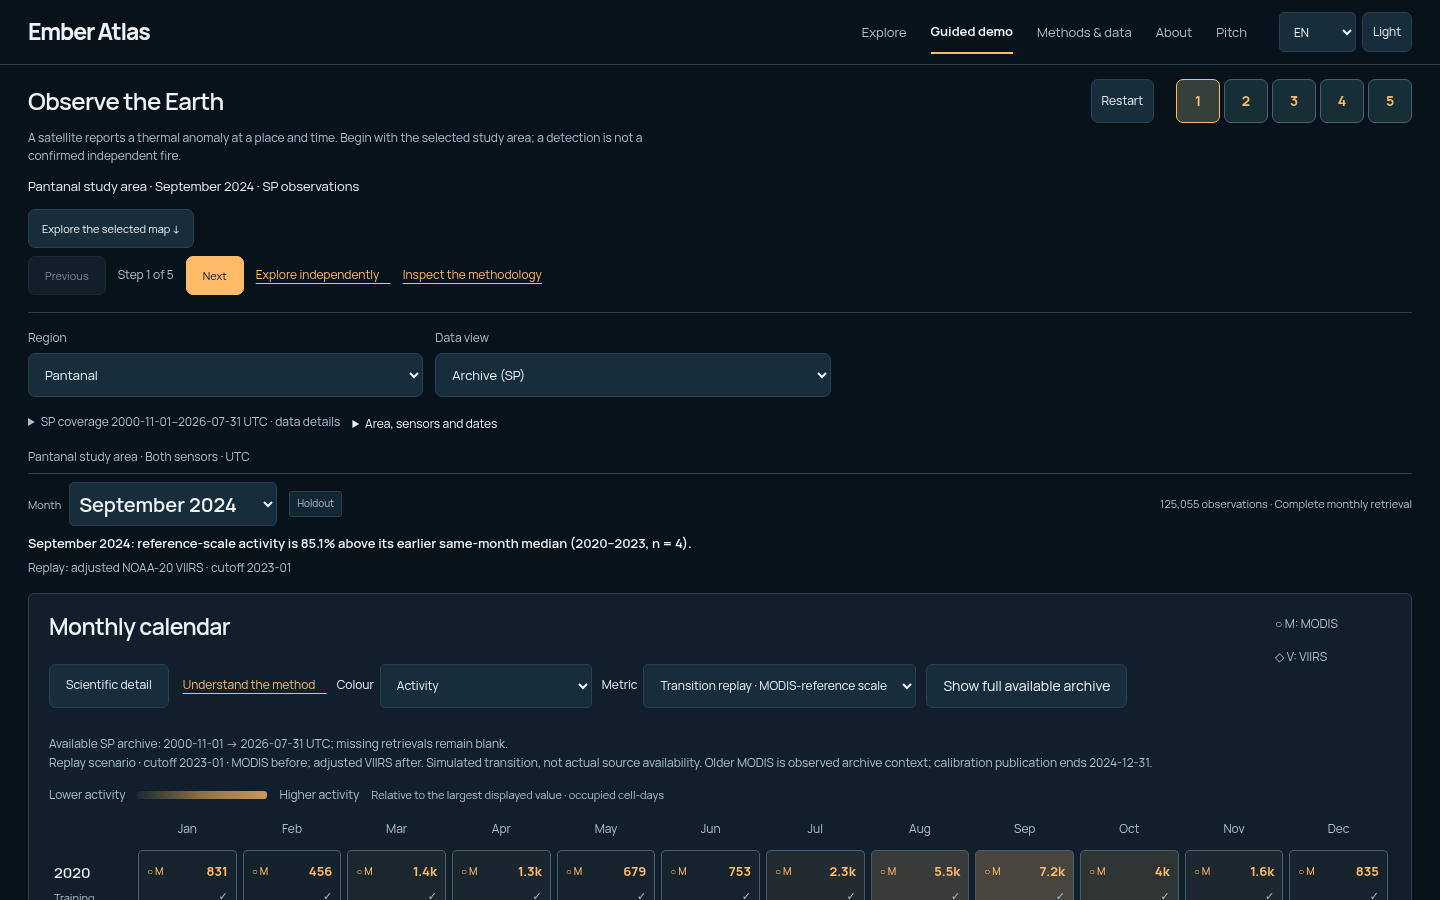 Ember Atlas
Explore
Guided demo
Methods & data
About
Pitch
EN
Light
Observe the Earth
Restart
1
2
3
4
5
A satellite reports a thermal anomaly at a place and time. Begin with the selected study area; a detection is not a
confirmed independent fire.
Pantanal study area · September 2024 · SP observations
Explore the selected map ↓
Previous
Step 1 of 5
Next
Explore independently
Inspect the methodology
Region
Data view
Pantanal
Archive (SP)
▶ SP coverage 2000-11-01–2026-07-31 UTC · data details
▶ Area, sensors and dates
Pantanal study area · Both sensors · UTC
Month
September 2024
Holdout
125,055 observations · Complete monthly retrieval
September 2024: reference-scale activity is 85.1% above its earlier same-month median (2020–2023, n = 4).
Replay: adjusted NOAA-20 VIIRS · cutoff 2023-01
Monthly calendar
○ M: MODIS
◇ V: VIIRS
Scientific detail
Understand the method
Colour
Activity
Metric
Transition replay · MODIS-reference scale
Show full available archive
Available SP archive: 2000-11-01 → 2026-07-31 UTC; missing retrievals remain blank.
Replay scenario · cutoff 2023-01 · MODIS before; adjusted VIIRS after. Simulated transition, not actual source availability. Older MODIS is observed archive context; calibration publication ends 2024-12-31.
Lower activity
Higher activity
Relative to the largest displayed value · occupied cell-days
Jan Feb Mar Apr May Jun Jul Aug Sep Oct Nov Dec
2020 ○ M 831 ○ M 456 ○ M 1.4k ○ M 1.3k ○ M 679 ○ M 753 ○ M 2.3k ○ M 5.5k ○ M 7.2k ○ M 4k ○ M 1.6k ○ M 835
Training ✓ ✓ ✓ ✓ ✓ ✓ ✓ ✓ ✓ ✓ ✓ ✓